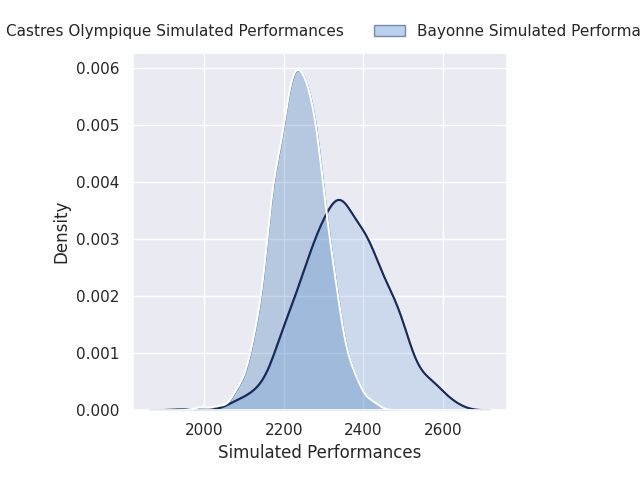 Castres Olympique Simulated Performances
Bayonne Simulated Performa
0.006
0.005
0.004
0.003
0.002
0.001
0.000
Density
2000 2200 2400 2600
Simulated Performances